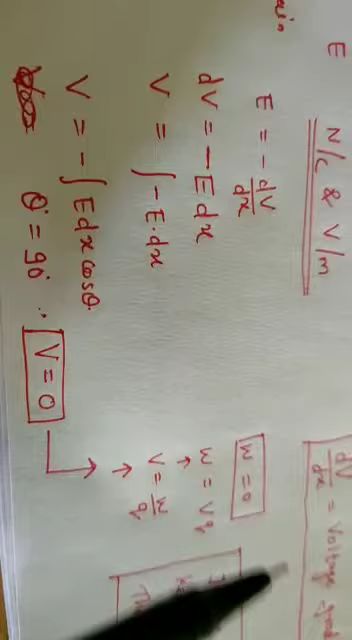 E N/C & V/m
E = - dV/dx
dV = - E dx
V = ∫ - E · dx
V = - ∫ E dx cos θ
θ = 90° ∴ V = 0
dV/dx = Voltage
W = 0
→ W = Vq
→ V = W/q